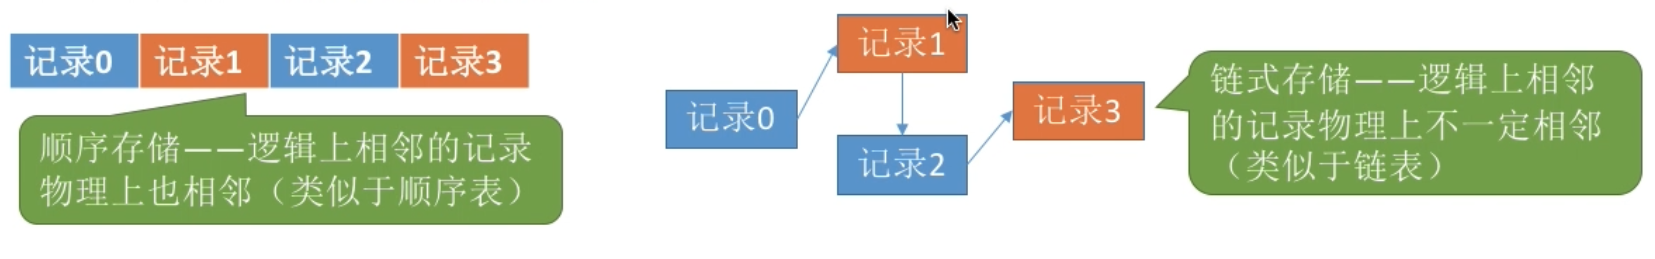 记录0 记录1 记录2 记录3
顺序存储——逻辑上相邻的记录
物理上也相邻（类似于顺序表）
记录0
记录1
记录2
记录3
链式存储——逻辑上相邻
的记录物理上不一定相邻
（类似于链表）